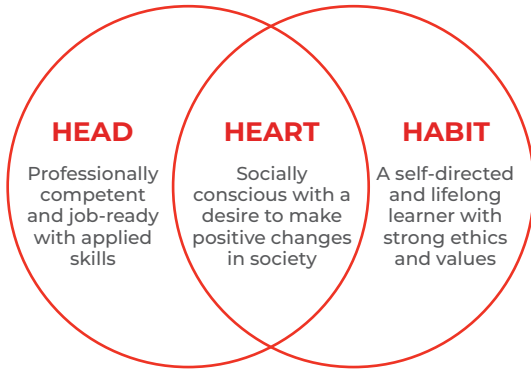 HEAD
Professionally
competent
and job-ready
with applied
skills
HEART
Socially
conscious with a
desire to make
positive changes
in society
HABIT
A self-directed
and lifelong
learner with
strong ethics
and values